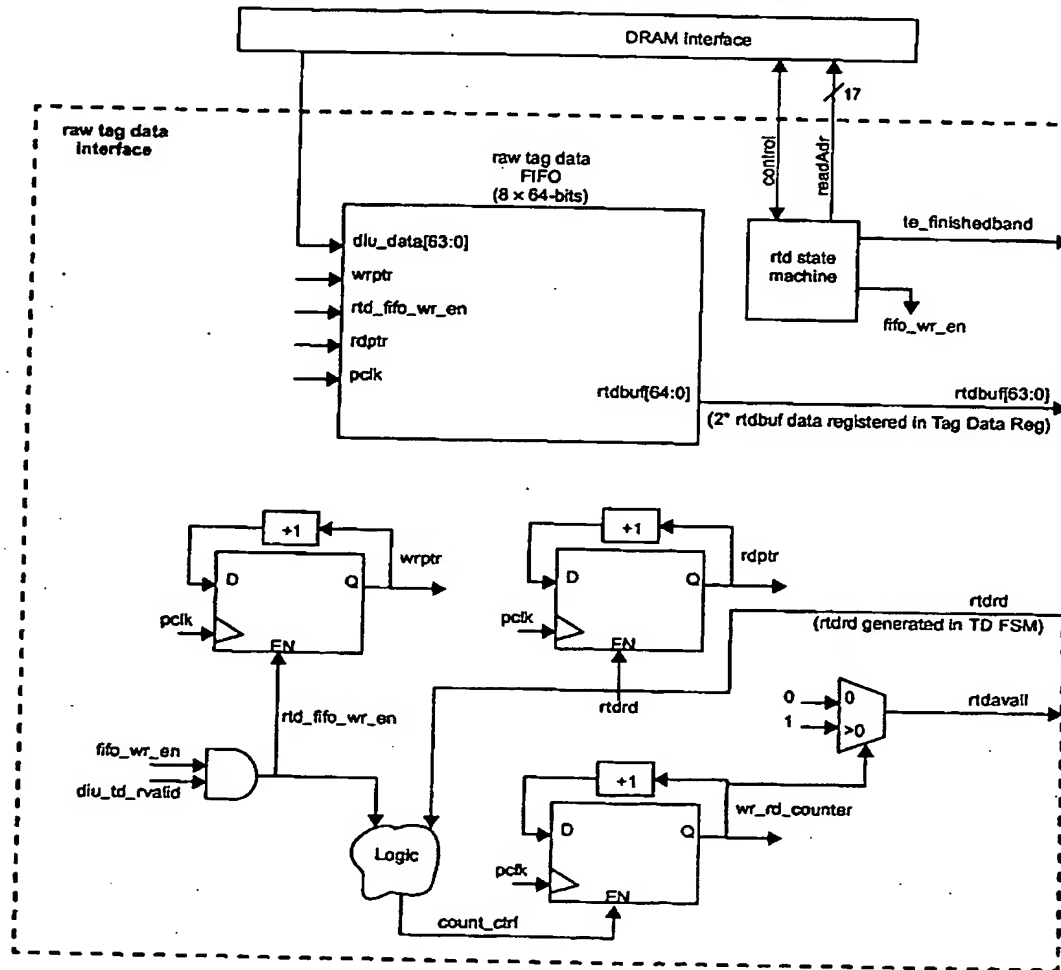 DRAM interface
17
raw tag data
interface
raw tag data
FIFO
(8 x 64-bits)
control
readAdr
diu_data[63:0]
wrptr
rtd_fifo_wr_en
rdptr
pclk
rtd state
machine
te_finishedband
fifo_wr_en
rtdbuf[64:0]
rtdbuf[63:0]
(2* rtdbuf data registered in Tag Data Reg)
+1
wrptr
D
Q
pclk
EN
+1
rdptr
D
Q
pclk
EN
rtdrd
(rtdrd generated in TD FSM)
rtd_fifo_wr_en
rtdrd
0
0
1
>0
rtdavail
fifo_wr_en
diu_td_rvalid
+1
wr_rd_counter
D
Q
Logic
pclk
EN
count_ctrl